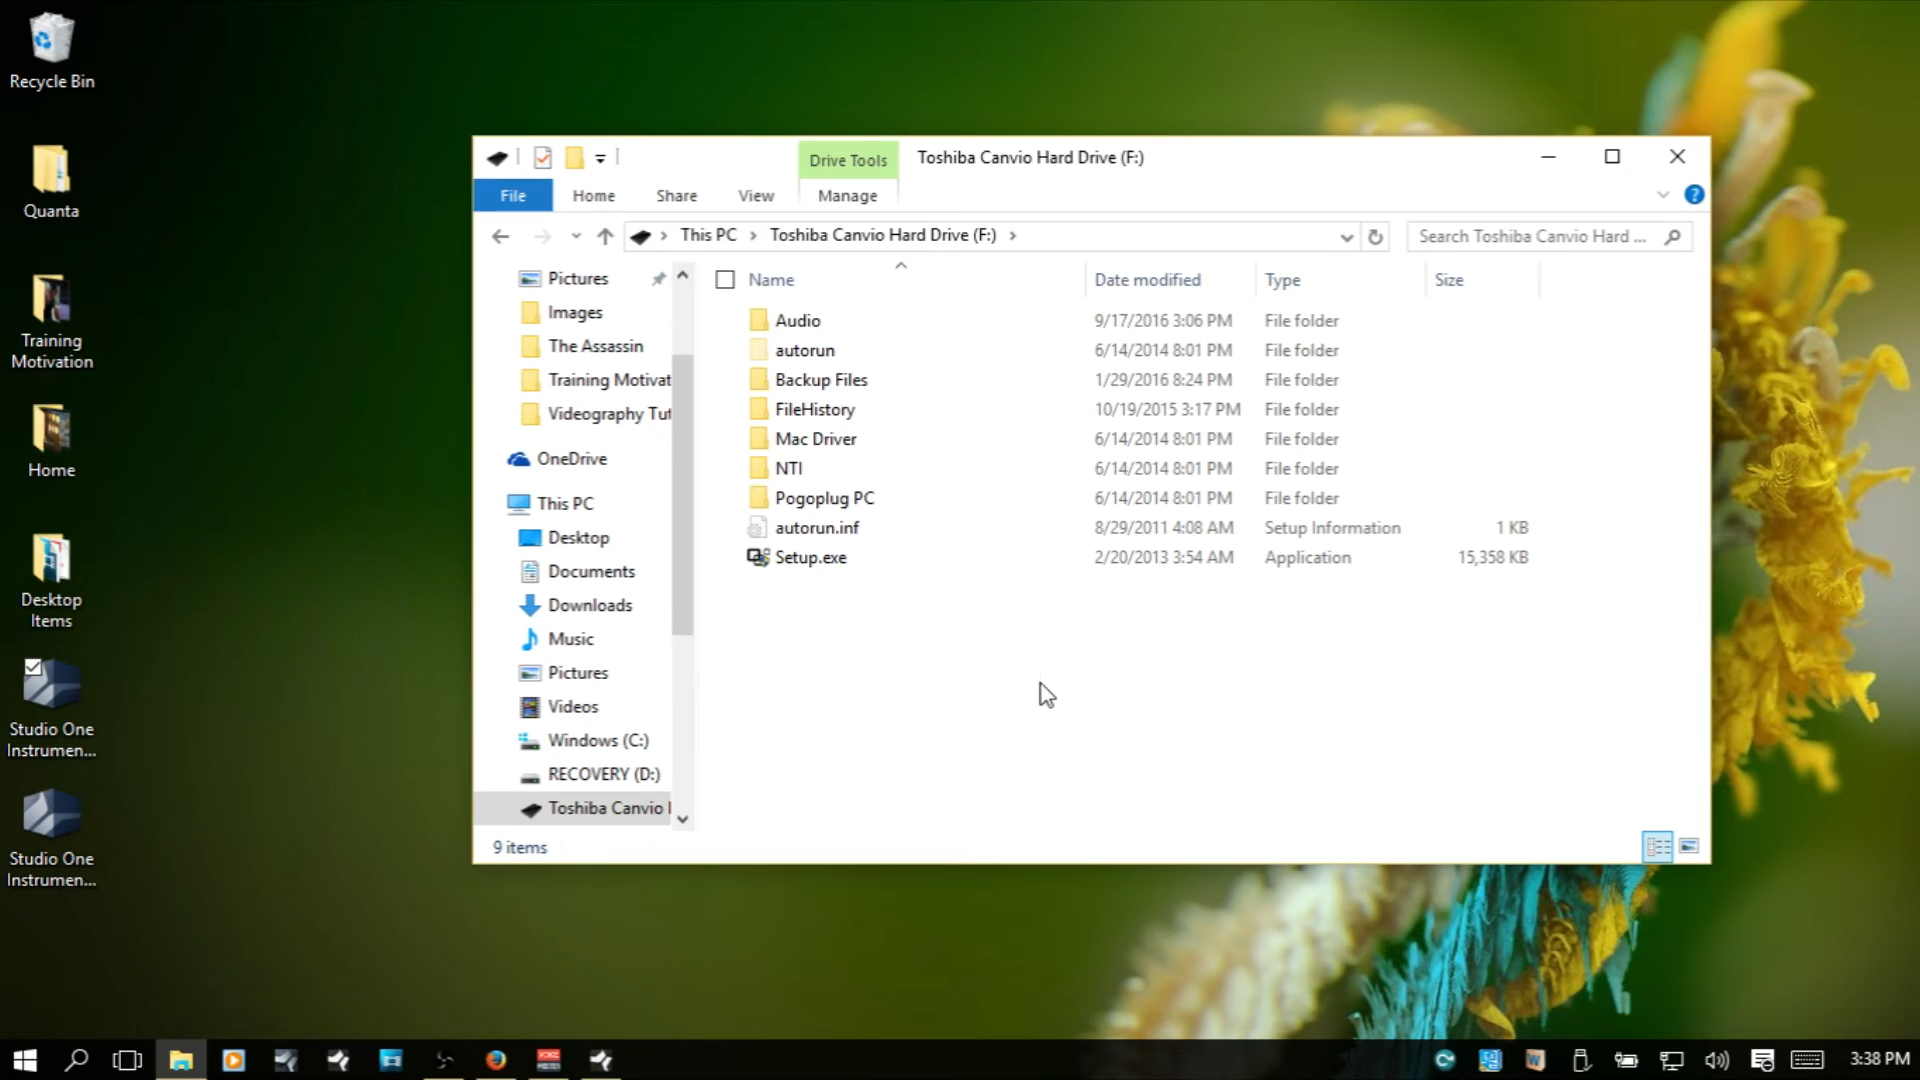 Recycle Bin
Quanta
Training
Motivation
Home
Desktop
Items
Studio One
Instrumen...
Studio One
Instrumen...
Drive Tools
Toshiba Canvio Hard Drive (F:)
File
Home
Share
View
Manage
This PC
Toshiba Canvio Hard Drive (F:)
Search Toshiba Canvio Hard ...
Pictures
Images
The Assassin
Training Motivat
Videography Tut
OneDrive
This PC
Desktop
Documents
Downloads
Music
Pictures
Videos
Windows (C:)
RECOVERY (D:)
Toshiba Canvio
Name Date modified Type Size
Audio 9/17/2016 3:06 PM File folder
autorun 6/14/2014 8:01 PM File folder
Backup Files 1/29/2016 8:24 PM File folder
FileHistory 10/19/2015 3:17 PM File folder
Mac Driver 6/14/2014 8:01 PM File folder
NTI 6/14/2014 8:01 PM File folder
Pogoplug PC 6/14/2014 8:01 PM File folder
autorun.inf 8/29/2011 4:08 AM Setup Information 1 KB
Setup.exe 2/20/2013 3:54 AM Application 15,358 KB
9 items
3:38 PM